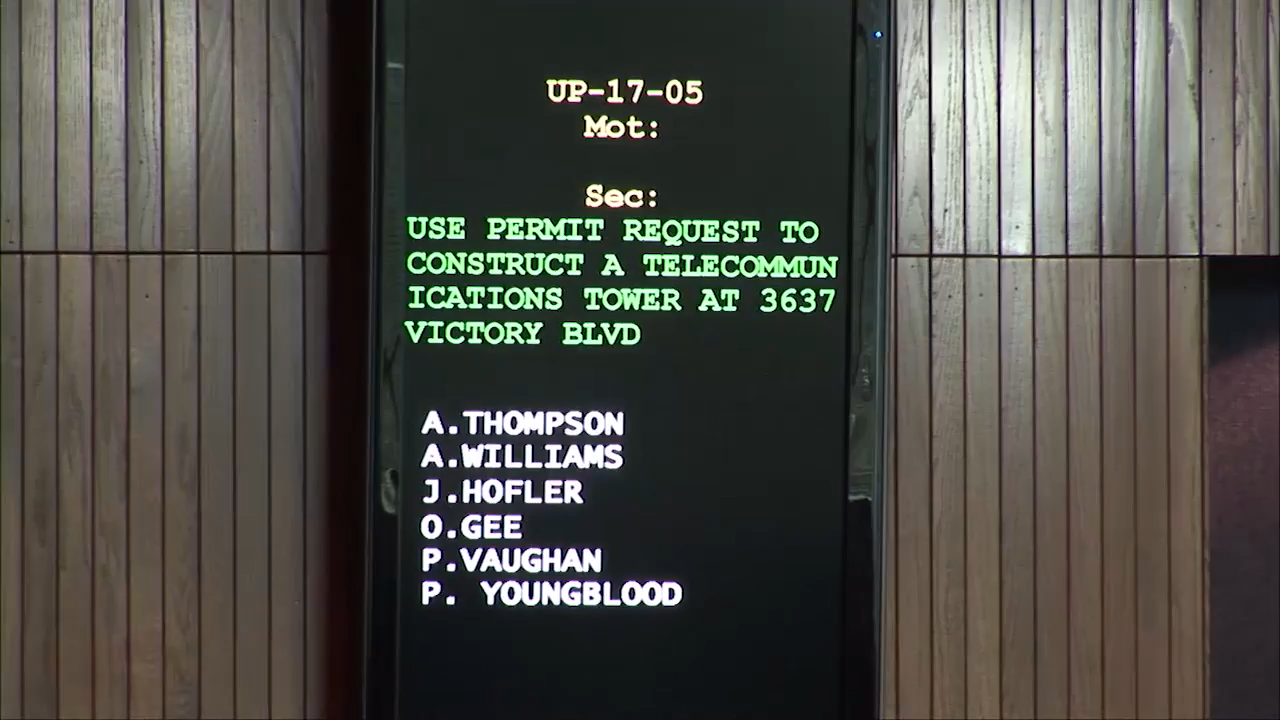 UP-17-05
Mot:
Sec:
USE PERMIT REQUEST TO
CONSTRUCT A TELECOMMUN
ICATIONS TOWER AT 3637
VICTORY BLVD
A.THOMPSON
A.WILLIAMS
J.HOFLER
O.GEE
P.VAUGHAN
P. YOUNGBLOOD